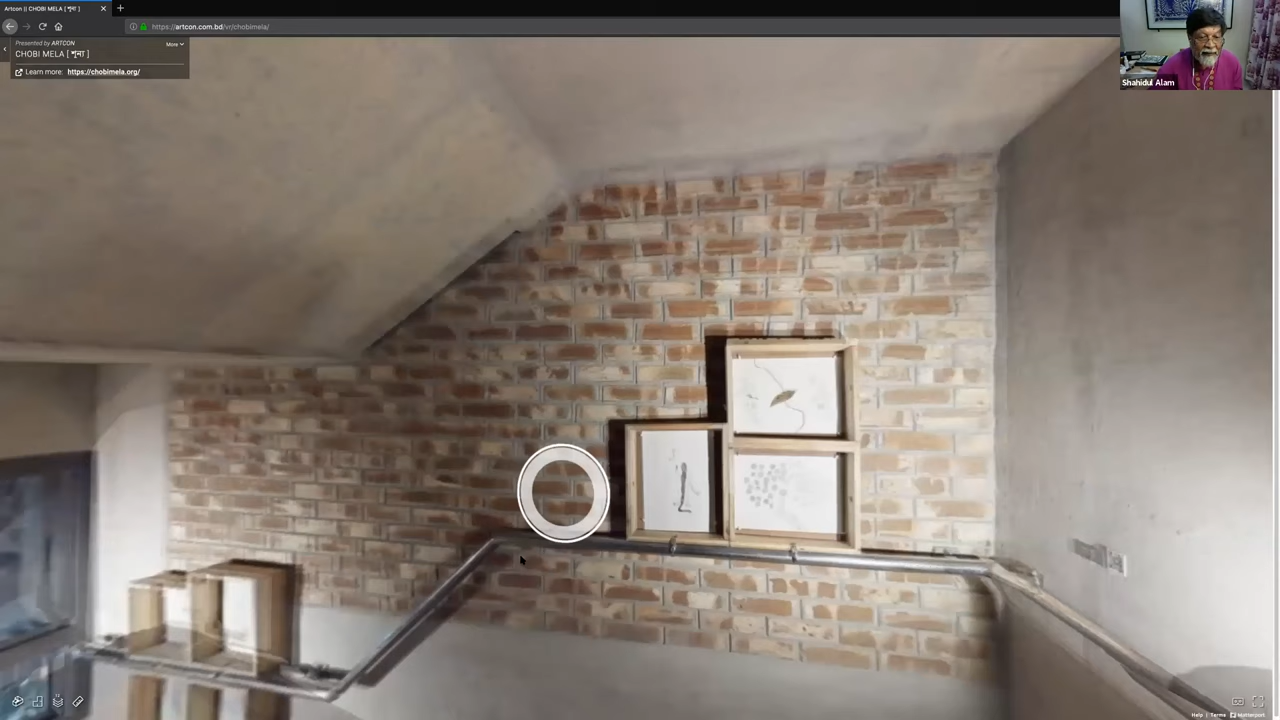 Artcon || CHOBI MELA [ শূন্য ]
https://artcon.com.bd/vr/chobimela/
Presented by ARTCON
More
CHOBI MELA [ শূন্য ]
Learn more: https://chobimela.org/
Shahidul Alam
Help | Terms Matterport